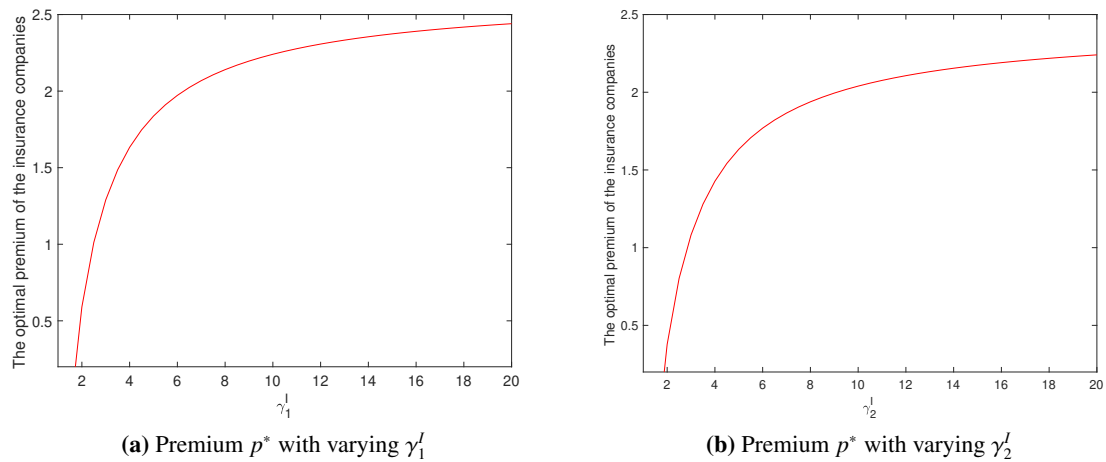 The optimal premium of the insurance companies
2.5
2
1.5
1
0.5
2 4 6 8 10 12 14 16 18 20
γ₁ᴵ
(a) Premium p* with varying γ₁ᴵ
The optimal premium of the insurance companies
2.5
2
1.5
1
0.5
2 4 6 8 10 12 14 16 18 20
γ₂ᴵ
(b) Premium p* with varying γ₂ᴵ